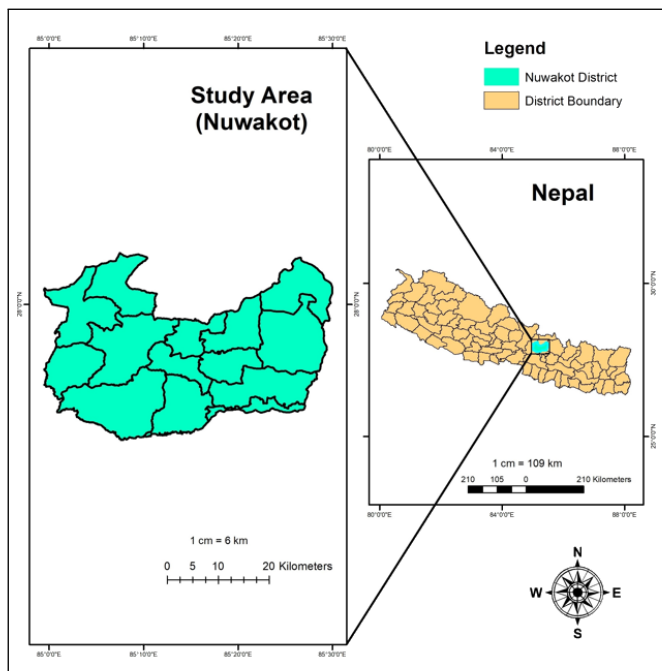 85°0'0"E 85°10'0"E 85°20'0"E 85°30'0"E
Study Area
(Nuwakot)
28°0'0"N
28°0'0"N
1 cm = 6 km
0 5 10 20 Kilometers
85°0'0"E 85°10'0"E 85°20'0"E 85°30'0"E
Legend
Nuwakot District
District Boundary
80°0'0"E 84°0'0"E 88°0'0"E
Nepal
30°0'0"N
25°0'0"N
1 cm = 109 km
210 105 0 210 Kilometers
80°0'0"E 84°0'0"E 88°0'0"E
N
W E
S